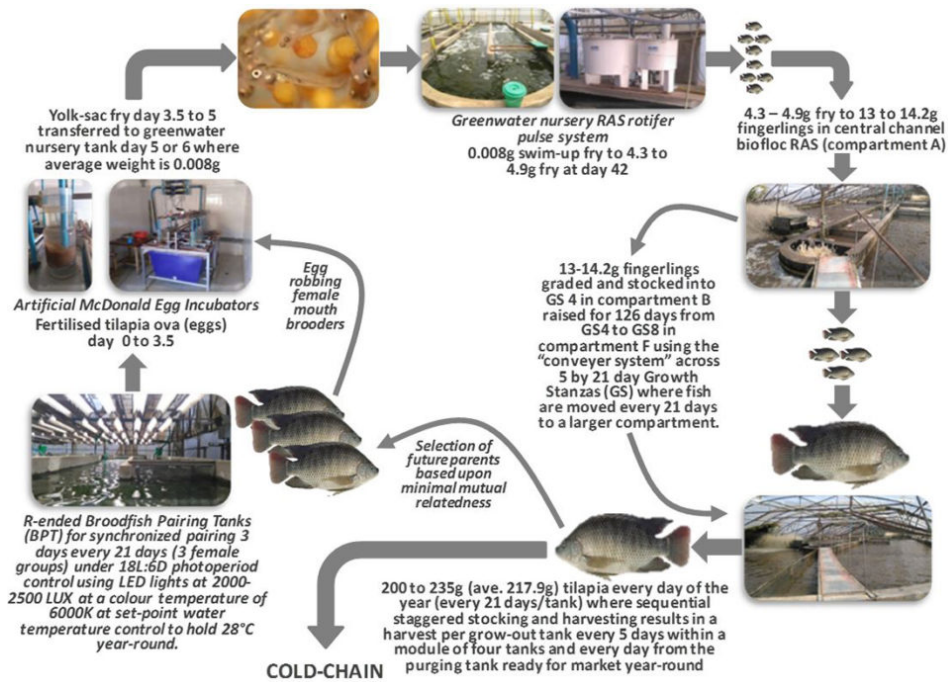 Yolk-sac fry day 3.5 to 5
transferred to greenwater
nursery tank day 5 or 6 where
average weight is 0.008g
Greenwater nursery RAS rotifer
pulse system
0.008g swim-up fry to 4.3 to
4.9g fry at day 42
4.3 – 4.9g fry to 13 to 14.2g
fingerlings in central channel
biofloc RAS (compartment A)
13-14.2g fingerlings
graded and stocked into
GS 4 in compartment B
raised for 126 days from
GS4 to GS8 in
compartment F using the
“conveyer system” across
5 by 21 day Growth
Stanzas (GS) where fish
are moved every 21 days
to a larger compartment.
Egg
robbing
female
mouth
brooders
Artificial McDonald Egg Incubators
Fertilised tilapia ova (eggs)
day 0 to 3.5
Selection of
future parents
based upon
minimal mutual
relatedness
R-ended Broodfish Pairing Tanks
(BPT) for synchronized pairing 3
days every 21 days (3 female
groups) under 18L:6D photoperiod
control using LED lights at 2000-
2500 LUX at a colour temperature of
6000K at set-point water
temperature control to hold 28°C
year-round.
200 to 235g (ave. 217.9g) tilapia every day of the
year (every 21 days/tank) where sequential
staggered stocking and harvesting results in a
harvest per grow-out tank every 5 days within a
module of four tanks and every day from the
purging tank ready for market year-round
COLD-CHAIN